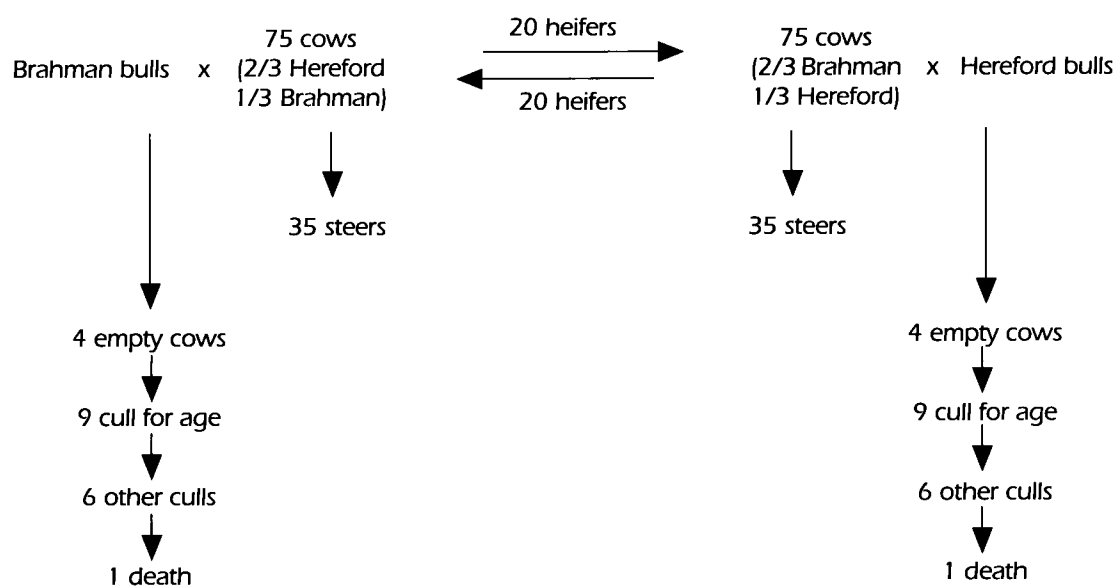 Brahman bulls x
75 cows
(2/3 Hereford
1/3 Brahman)
20 heifers
20 heifers
75 cows
(2/3 Brahman
1/3 Hereford)
x Hereford bulls
35 steers
35 steers
4 empty cows
9 cull for age
6 other culls
1 death
4 empty cows
9 cull for age
6 other culls
1 death